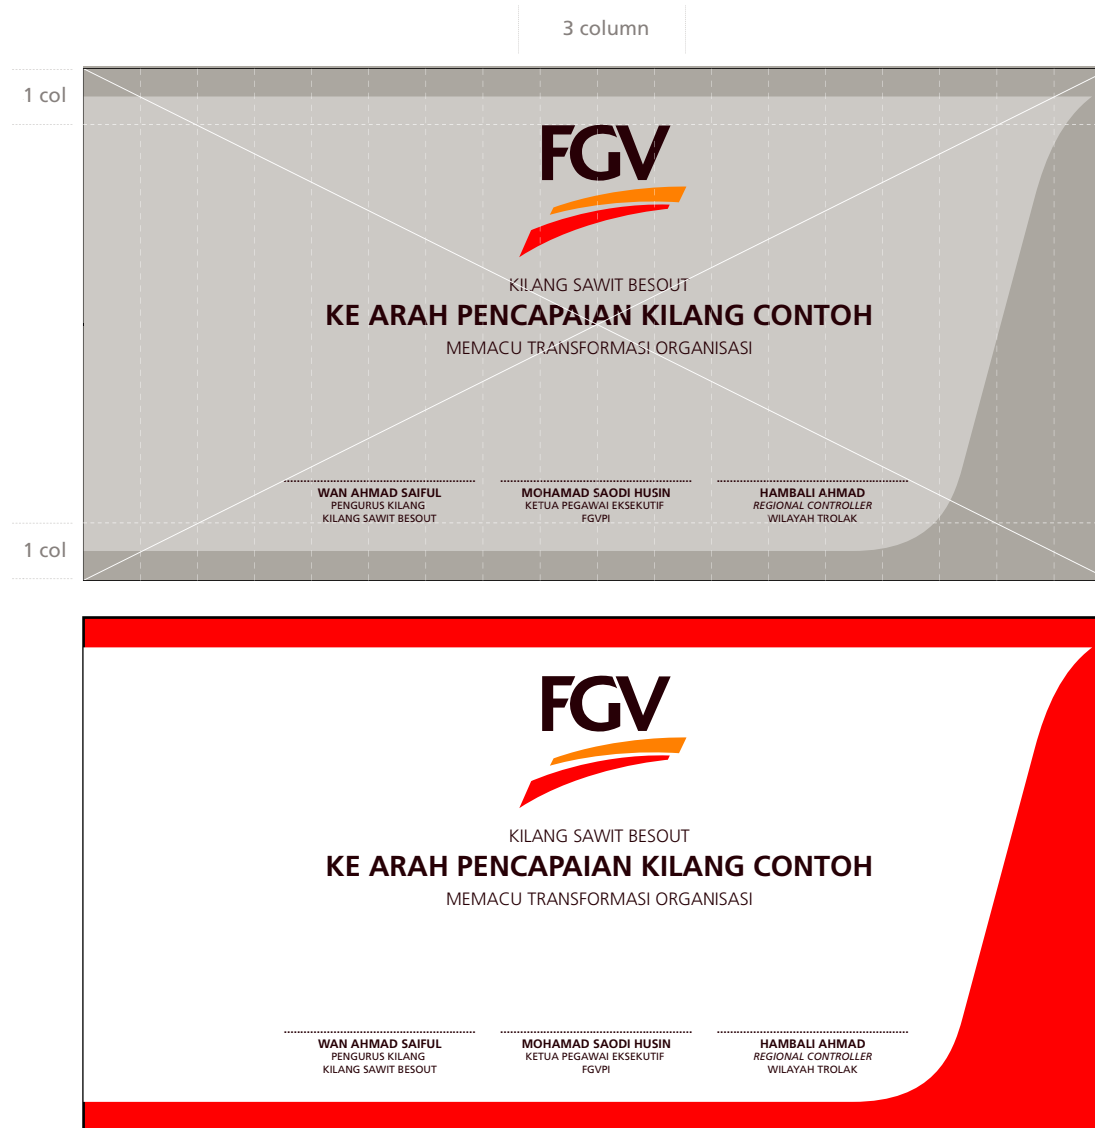 3 column
1 col
FGV
KILANG SAWIT BESOUT
KE ARAH PENCAPAIAN KILANG CONTOH
MEMACU TRANSFORMASI ORGANISASI
WAN AHMAD SAIFUL
PENGURUS KILANG
KILANG SAWIT BESOUT
MOHAMAD SAODI HUSIN
KETUA PEGAWAI EKSEKUTIF
FGVPI
HAMBALI AHMAD
REGIONAL CONTROLLER
WILAYAH TROLAK
1 col
FGV
KILANG SAWIT BESOUT
KE ARAH PENCAPAIAN KILANG CONTOH
MEMACU TRANSFORMASI ORGANISASI
WAN AHMAD SAIFUL
PENGURUS KILANG
KILANG SAWIT BESOUT
MOHAMAD SAODI HUSIN
KETUA PEGAWAI EKSEKUTIF
FGVPI
HAMBALI AHMAD
REGIONAL CONTROLLER
WILAYAH TROLAK